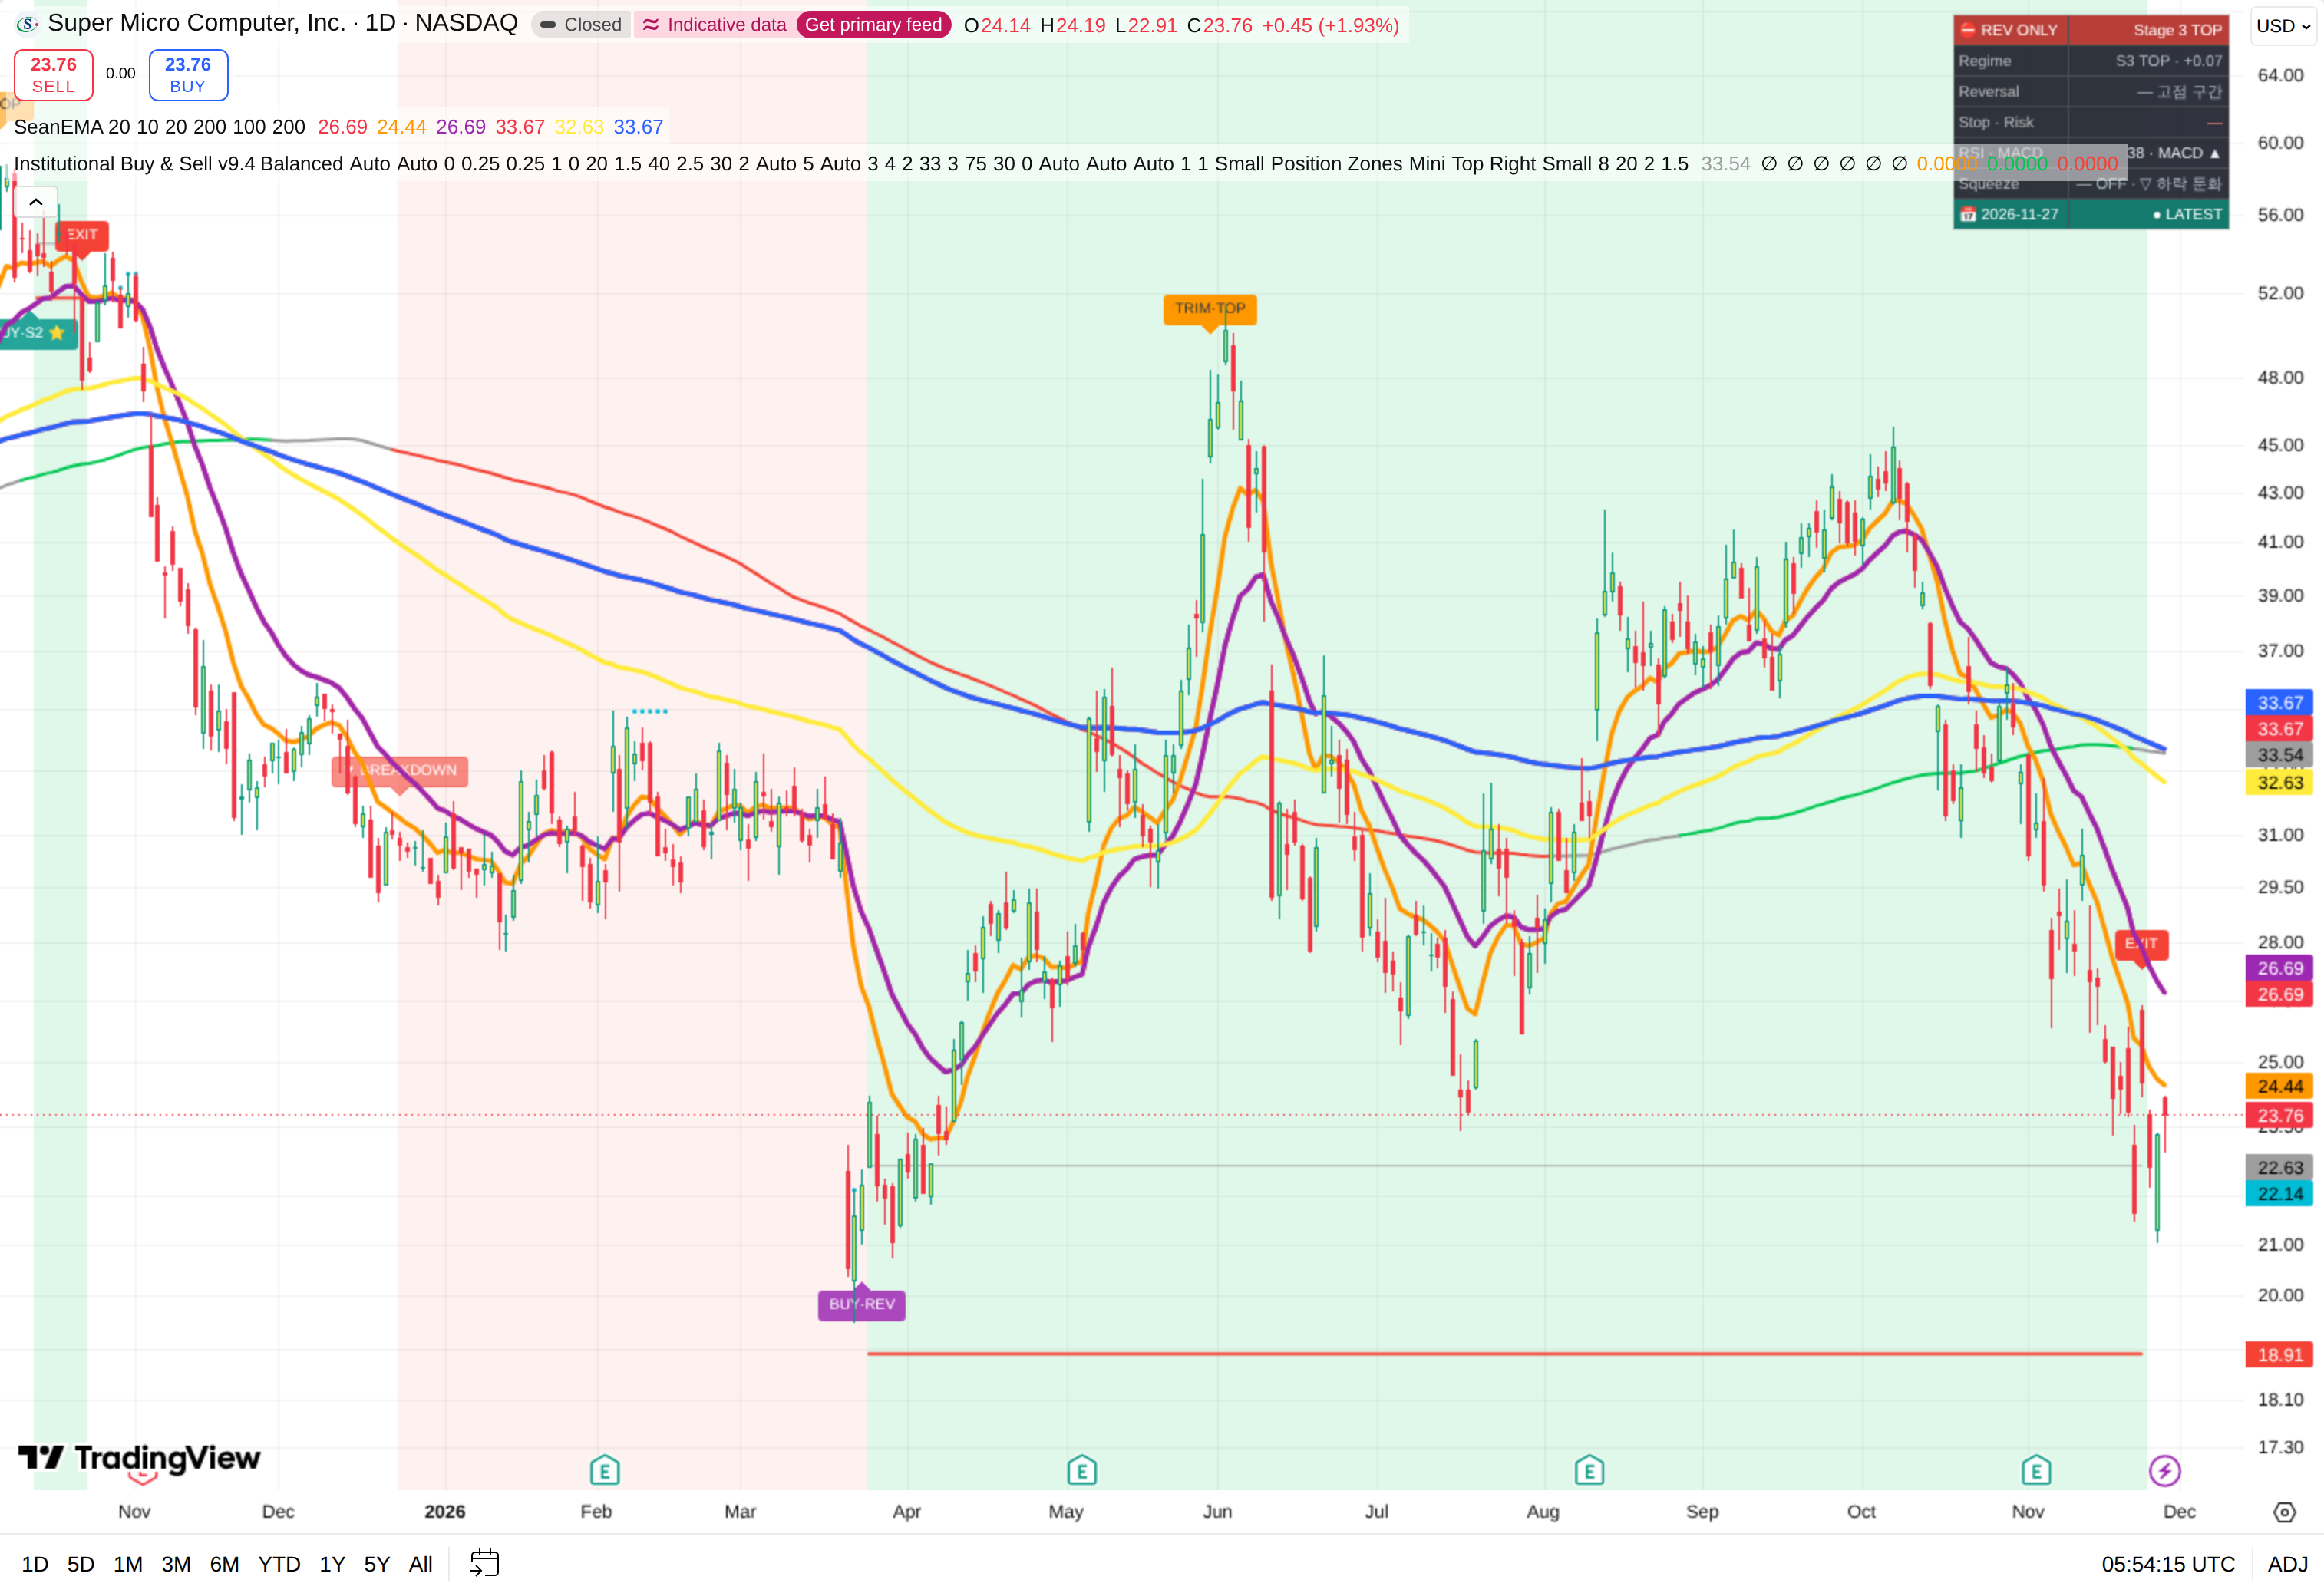 Super Micro Computer, Inc. · 1D · NASDAQ
Closed
Indicative data
Get primary feed
O24.14 H24.19 L22.91 C23.76 +0.45 (+1.93%)
USD
23.76
SELL
0.00
23.76
BUY
SeanEMA 20 10 20 200 100 200 26.69 24.44 26.69 33.67 32.63 33.67
Institutional Buy & Sell v9.4 Balanced Auto Auto 0 0.25 0.25 1 0 20 1.5 40 2.5 30 2 Auto 5 Auto 3 4 2 33 3 75 30 0 Auto Auto Auto 1 1 Small Position Zones Mini Top Right Small 8 20 2 1.5 33.54 ∅ ∅ ∅ ∅ ∅ ∅ 0.0000 0.0000 0.0000
REV ONLY Stage 3 TOP
Regime S3 TOP · +0.07
Reversal — 고점 구간
Stop · Risk —
RSI · MACD 38 · MACD ▲
Squeeze — OFF · ▽ 하락 둔화
2026-11-27 ● LATEST
EXIT
TRIM·TOP
BREAKDOWN
BUY·REV
EXIT
64.00
60.00
56.00
52.00
48.00
45.00
43.00
41.00
39.00
37.00
33.67
33.67
33.54
32.63
31.00
29.50
28.00
26.69
26.69
25.00
24.44
23.76
22.63
22.14
21.00
20.00
18.91
18.10
17.30
TradingView
E
E
E
E
Nov Dec 2026 Feb Mar Apr May Jun Jul Aug Sep Oct Nov Dec
1D 5D 1M 3M 6M YTD 1Y 5Y All
05:54:15 UTC
ADJ